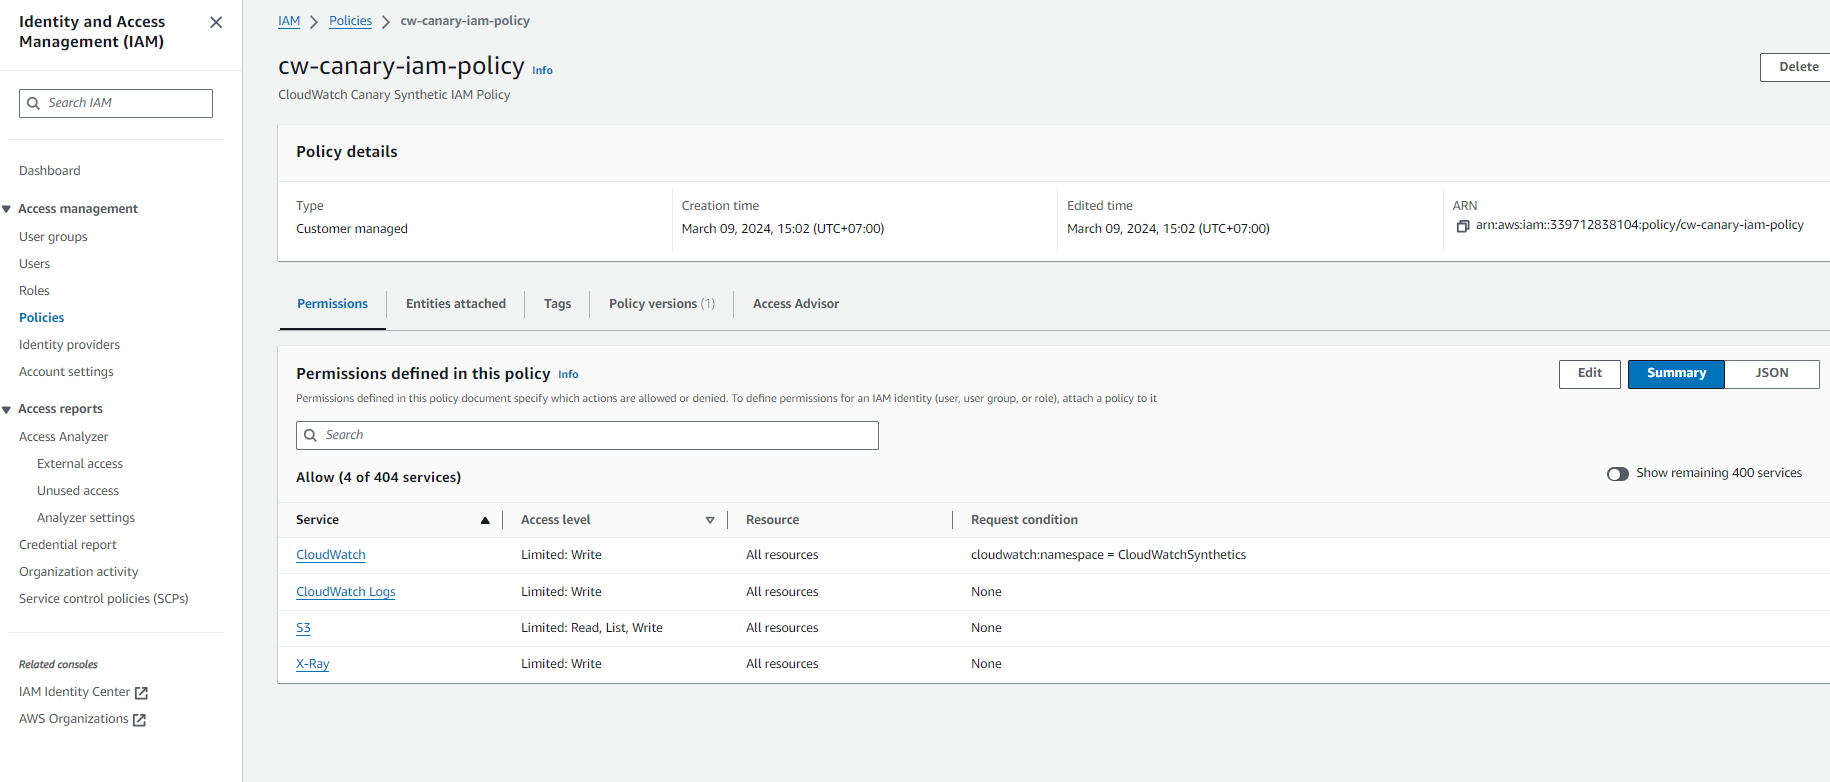 Identity and Access
Management (IAM)
Search IAM
Dashboard
Access management
User groups
Users
Roles
Policies
Identity providers
Account settings
Access reports
Access Analyzer
External access
Unused access
Analyzer settings
Credential report
Organization activity
Service control policies (SCPs)
Related consoles
IAM Identity Center
AWS Organizations
IAM > Policies > cw-canary-iam-policy
cw-canary-iam-policy Info
Delete
CloudWatch Canary Synthetic IAM Policy
Policy details
Type
Customer managed
Creation time
March 09, 2024, 15:02 (UTC+07:00)
Edited time
March 09, 2024, 15:02 (UTC+07:00)
ARN
arn:aws:iam::339712838104:policy/cw-canary-iam-policy
Permissions Entities attached Tags Policy versions (1) Access Advisor
Permissions defined in this policy Info
Edit Summary JSON
Permissions defined in this policy document specify which actions are allowed or denied. To define permissions for an IAM identity (user, user group, or role), attach a policy to it
Search
Allow (4 of 404 services)
Show remaining 400 services
Service Access level Resource Request condition
CloudWatch Limited: Write All resources cloudwatch:namespace = CloudWatchSynthetics
CloudWatch Logs Limited: Write All resources None
S3 Limited: Read, List, Write All resources None
X-Ray Limited: Write All resources None